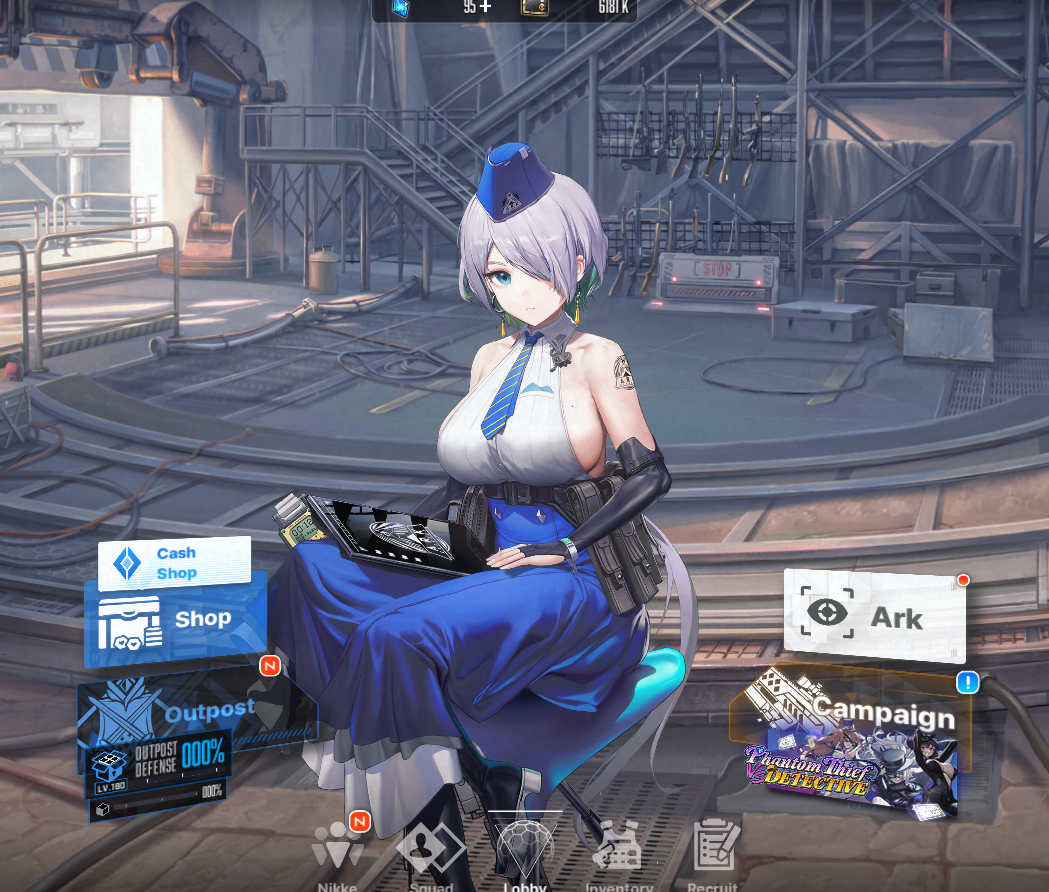 95 +
6181 K
STOP
Cash
Shop
Shop
N
Outpost
OUTPOST
DEFENSE
000%
LV.180
000%
Ark
!
Campaign
Phantom Thief
VS DETECTIVE
N
Nikke
Squad
Lobby
Inventory
Recruit